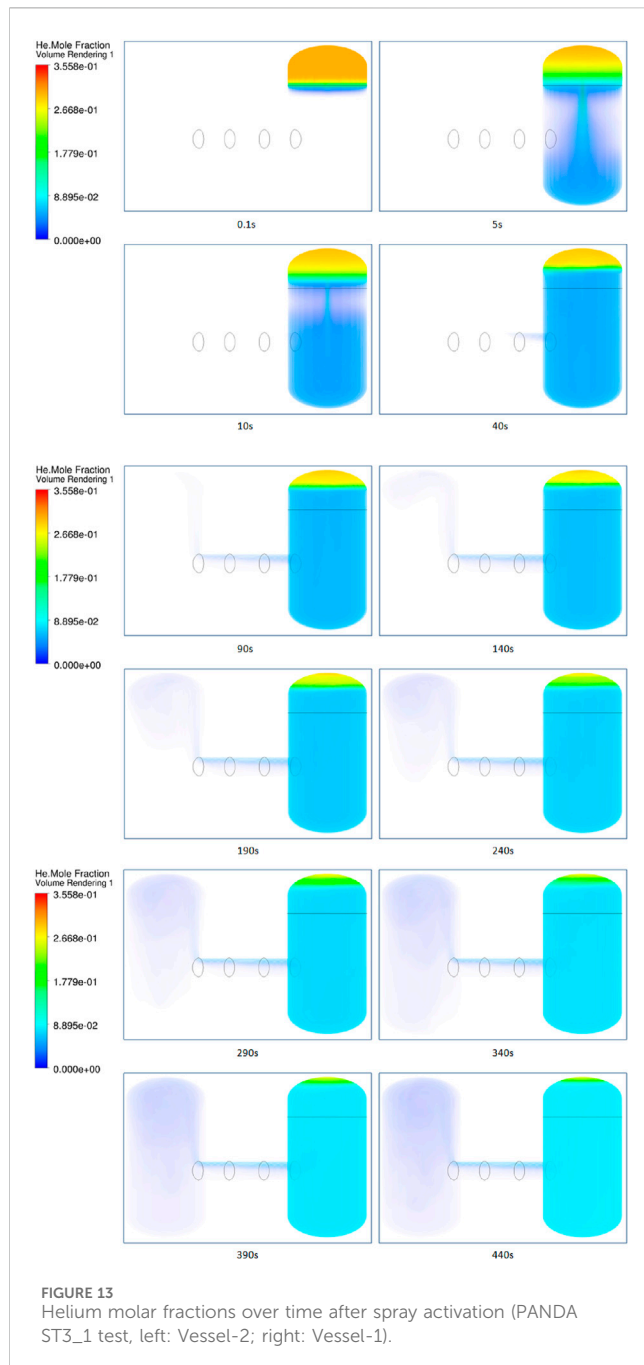 He.Mole Fraction
Volume Rendering 1
3.558e-01
2.668e-01
1.779e-01
8.895e-02
0.000e+00
0.1s
5s
10s
40s
He.Mole Fraction
Volume Rendering 1
3.558e-01
2.668e-01
1.779e-01
8.895e-02
0.000e+00
90s
140s
190s
240s
He.Mole Fraction
Volume Rendering 1
3.558e-01
2.668e-01
1.779e-01
8.895e-02
0.000e+00
290s
340s
390s
440s
FIGURE 13
Helium molar fractions over time after spray activation (PANDA
ST3_1 test, left: Vessel-2; right: Vessel-1).